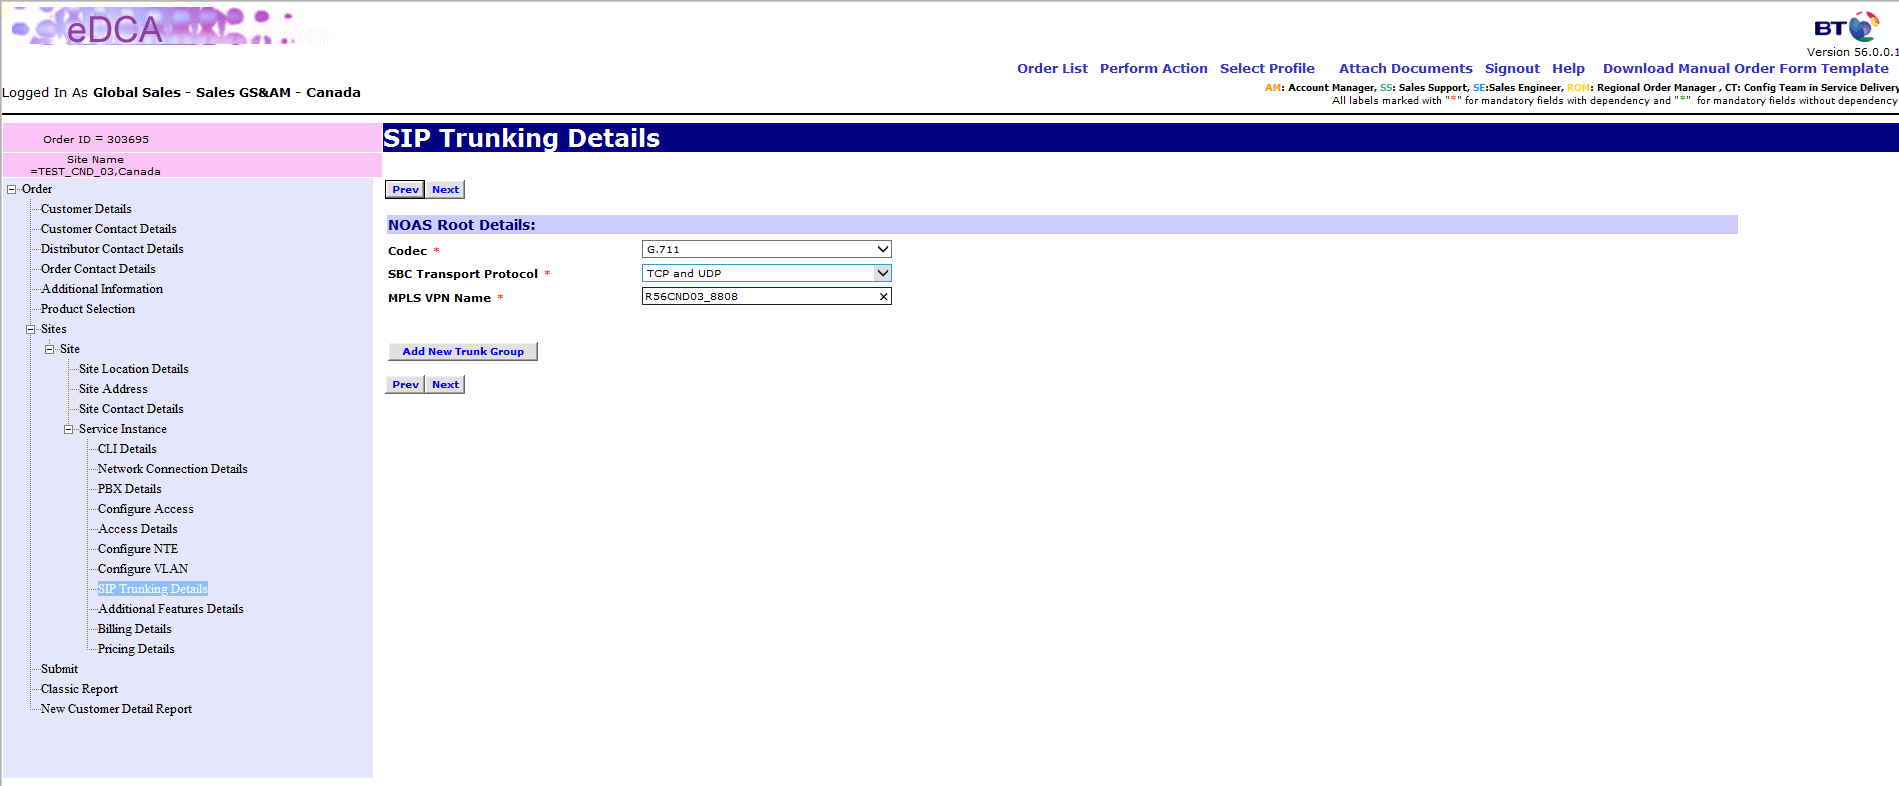 eDCA
BT
Version 56.0.0.1
Order List Perform Action Select Profile Attach Documents Signout Help Download Manual Order Form Template
Logged In As Global Sales - Sales GS&AM - Canada
AM: Account Manager, SS: Sales Support, SE:Sales Engineer, ROM: Regional Order Manager , CT: Config Team in Service Delivery
All labels marked with "*" for mandatory fields with dependency and "*" for mandatory fields without dependency
Order ID = 303695
Site Name
=TEST_CND_03,Canada
Order
Customer Details
Customer Contact Details
Distributor Contact Details
Order Contact Details
Additional Information
Product Selection
Sites
Site
Site Location Details
Site Address
Site Contact Details
Service Instance
CLI Details
Network Connection Details
PBX Details
Configure Access
Access Details
Configure NTE
Configure VLAN
SIP Trunking Details
Additional Features Details
Billing Details
Pricing Details
Submit
Classic Report
New Customer Detail Report
SIP Trunking Details
Prev Next
NOAS Root Details:
Codec * G.711
SBC Transport Protocol * TCP and UDP
MPLS VPN Name * R56CND03_8808
Add New Trunk Group
Prev Next